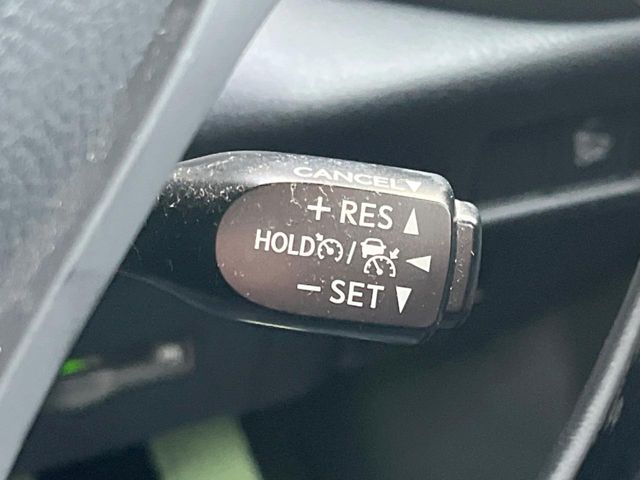 CANCEL▼
+ RES ▲
HOLD / ◀
− SET ▼